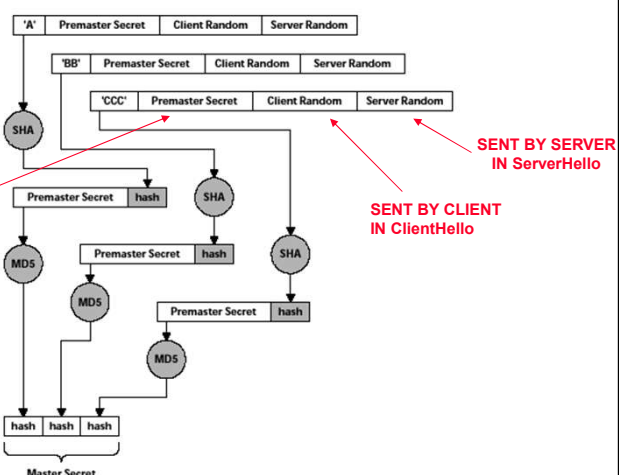 'A' Premaster Secret Client Random Server Random
'BB' Premaster Secret Client Random Server Random
'CCC' Premaster Secret Client Random Server Random
SHA
SENT BY SERVER
IN ServerHello
Premaster Secret hash
SHA
SENT BY CLIENT
IN ClientHello
MD5
Premaster Secret hash
SHA
MD5
Premaster Secret hash
MD5
hash hash hash
Master Secret